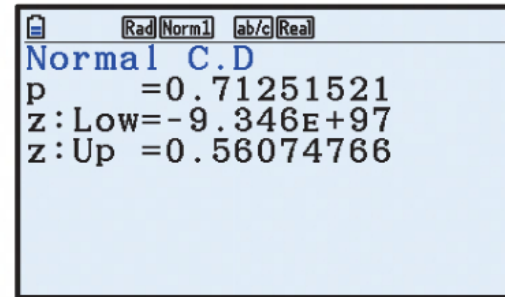 Rad Norm1 ab/c Real
Normal C.D
p =0.71251521
z:Low=-9.346E+97
z:Up =0.56074766